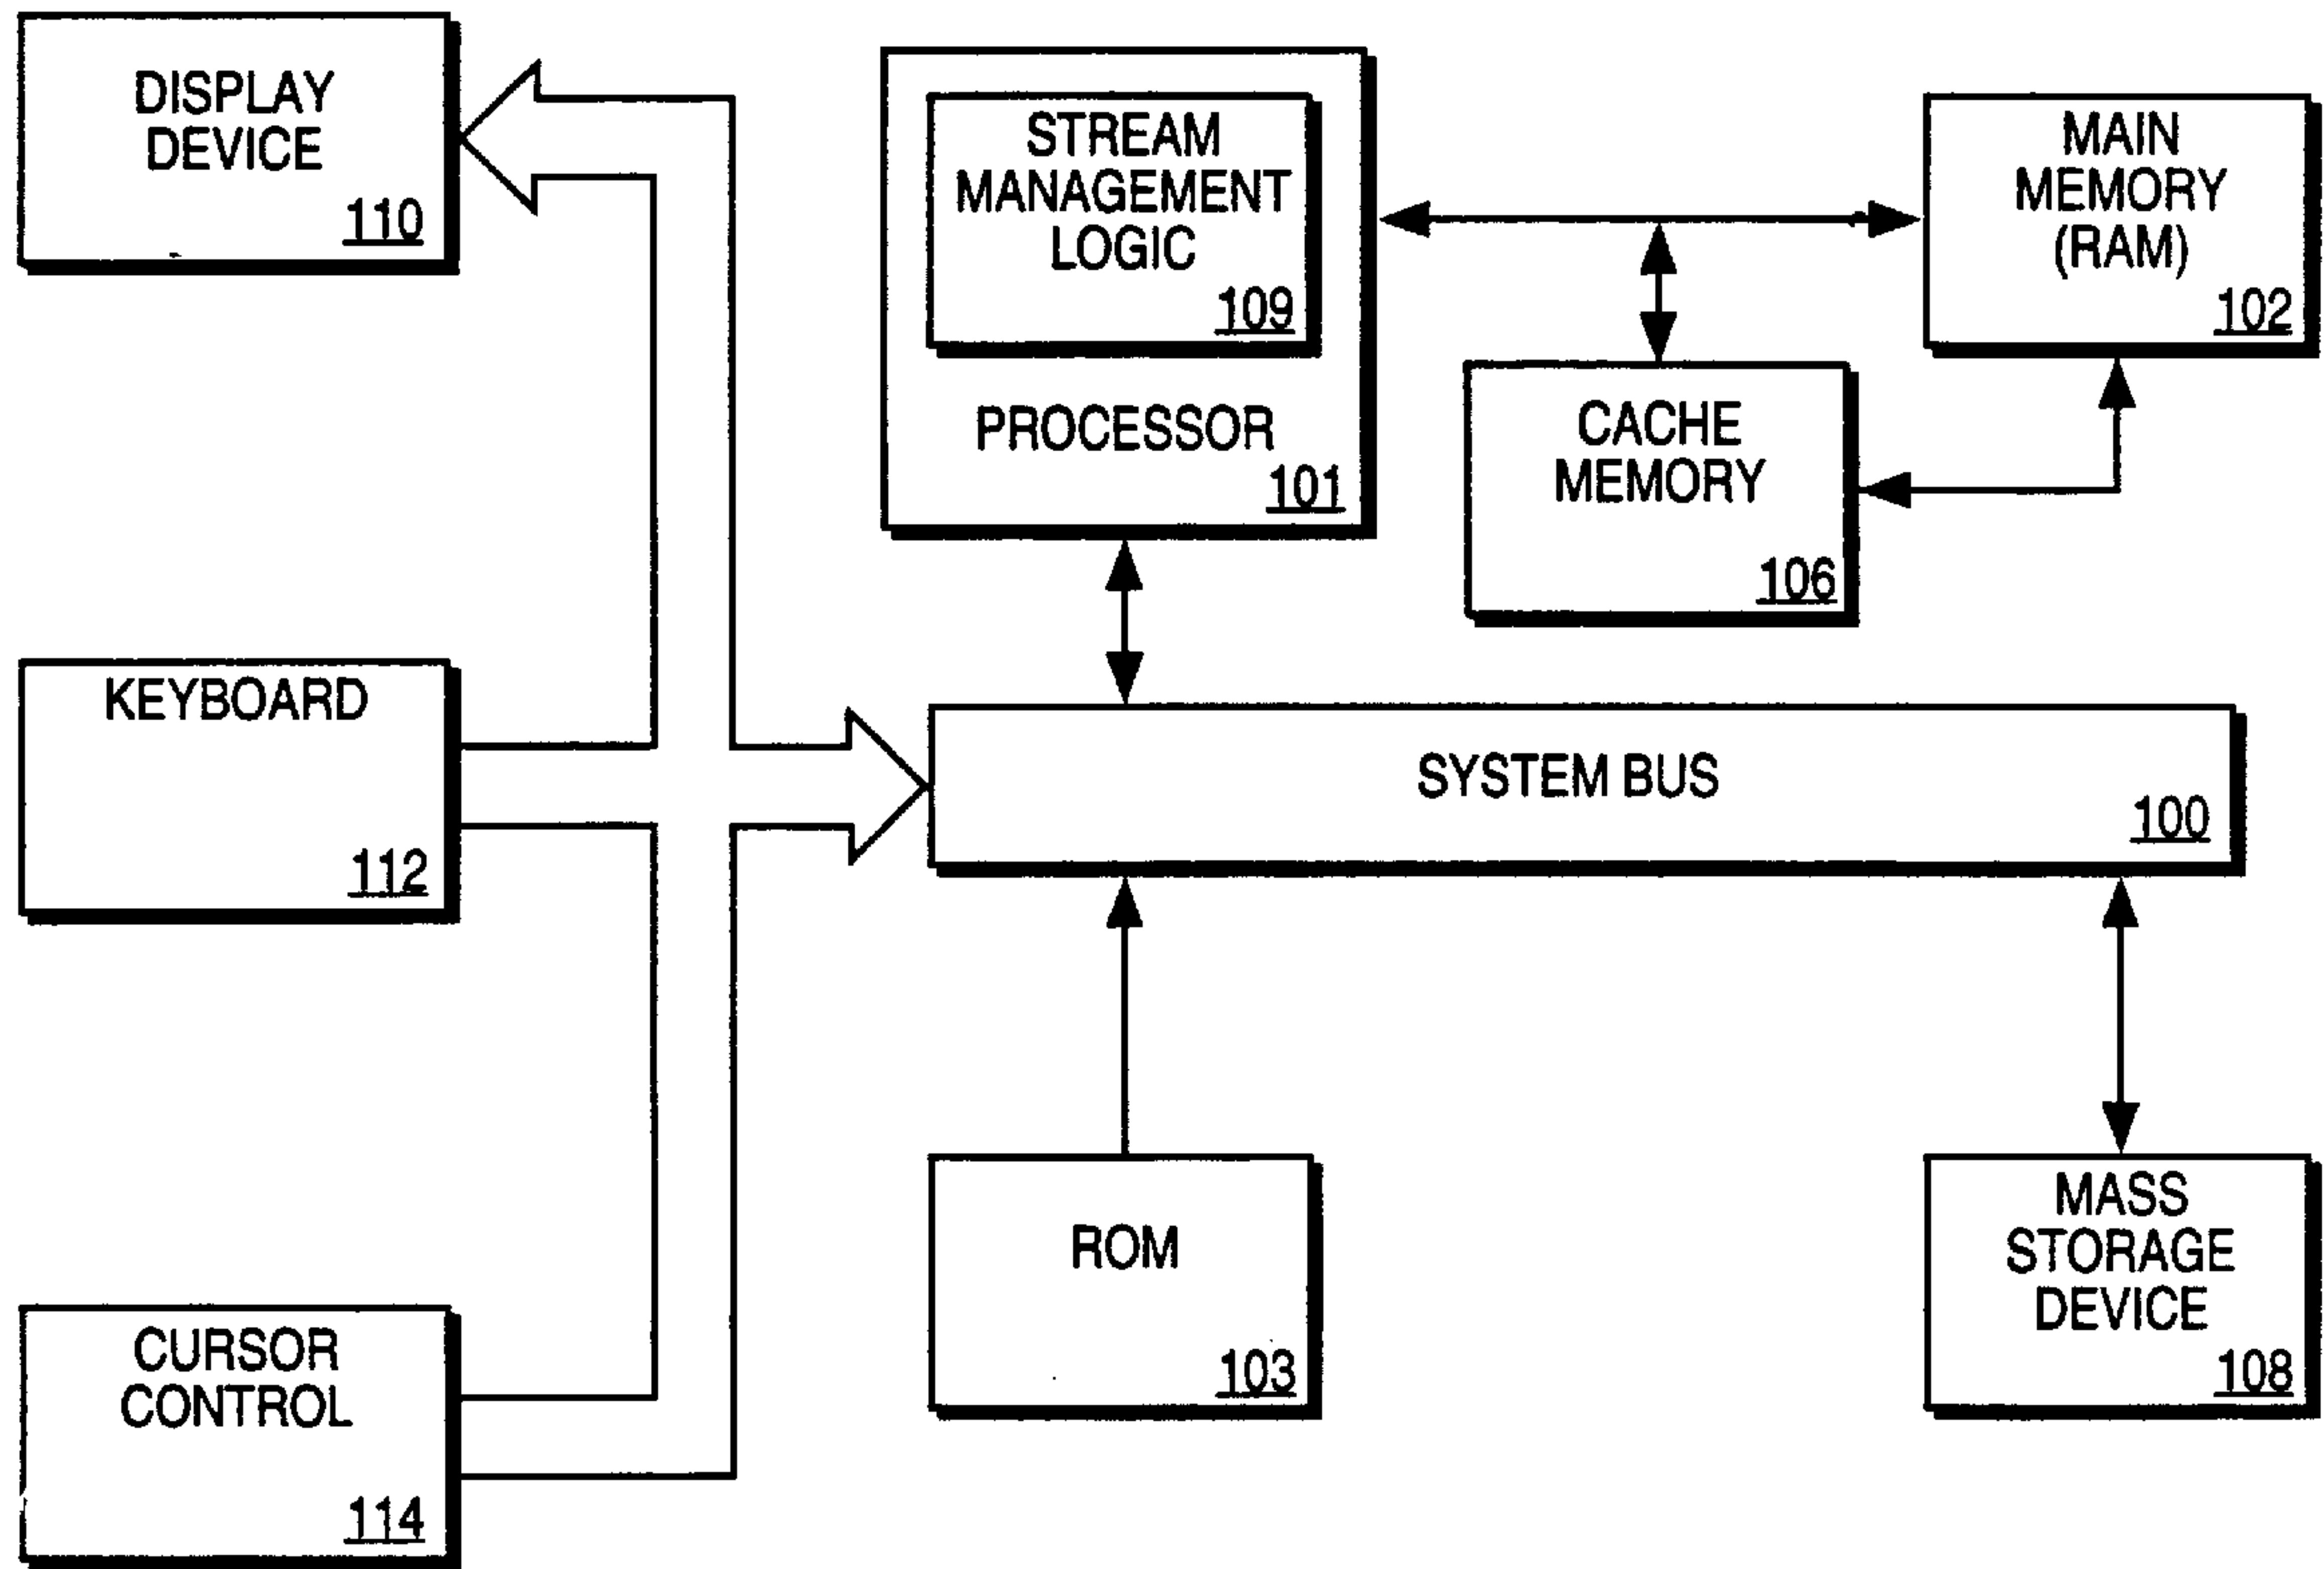 DISPLAY
DEVICE
110
STREAM
MANAGEMENT
LOGIC
109
PROCESSOR
101
MAIN
MEMORY
(RAM)
102
CACHE
MEMORY
106
KEYBOARD
112
SYSTEM BUS
100
CURSOR
CONTROL
114
ROM
103
MASS
STORAGE
DEVICE
108